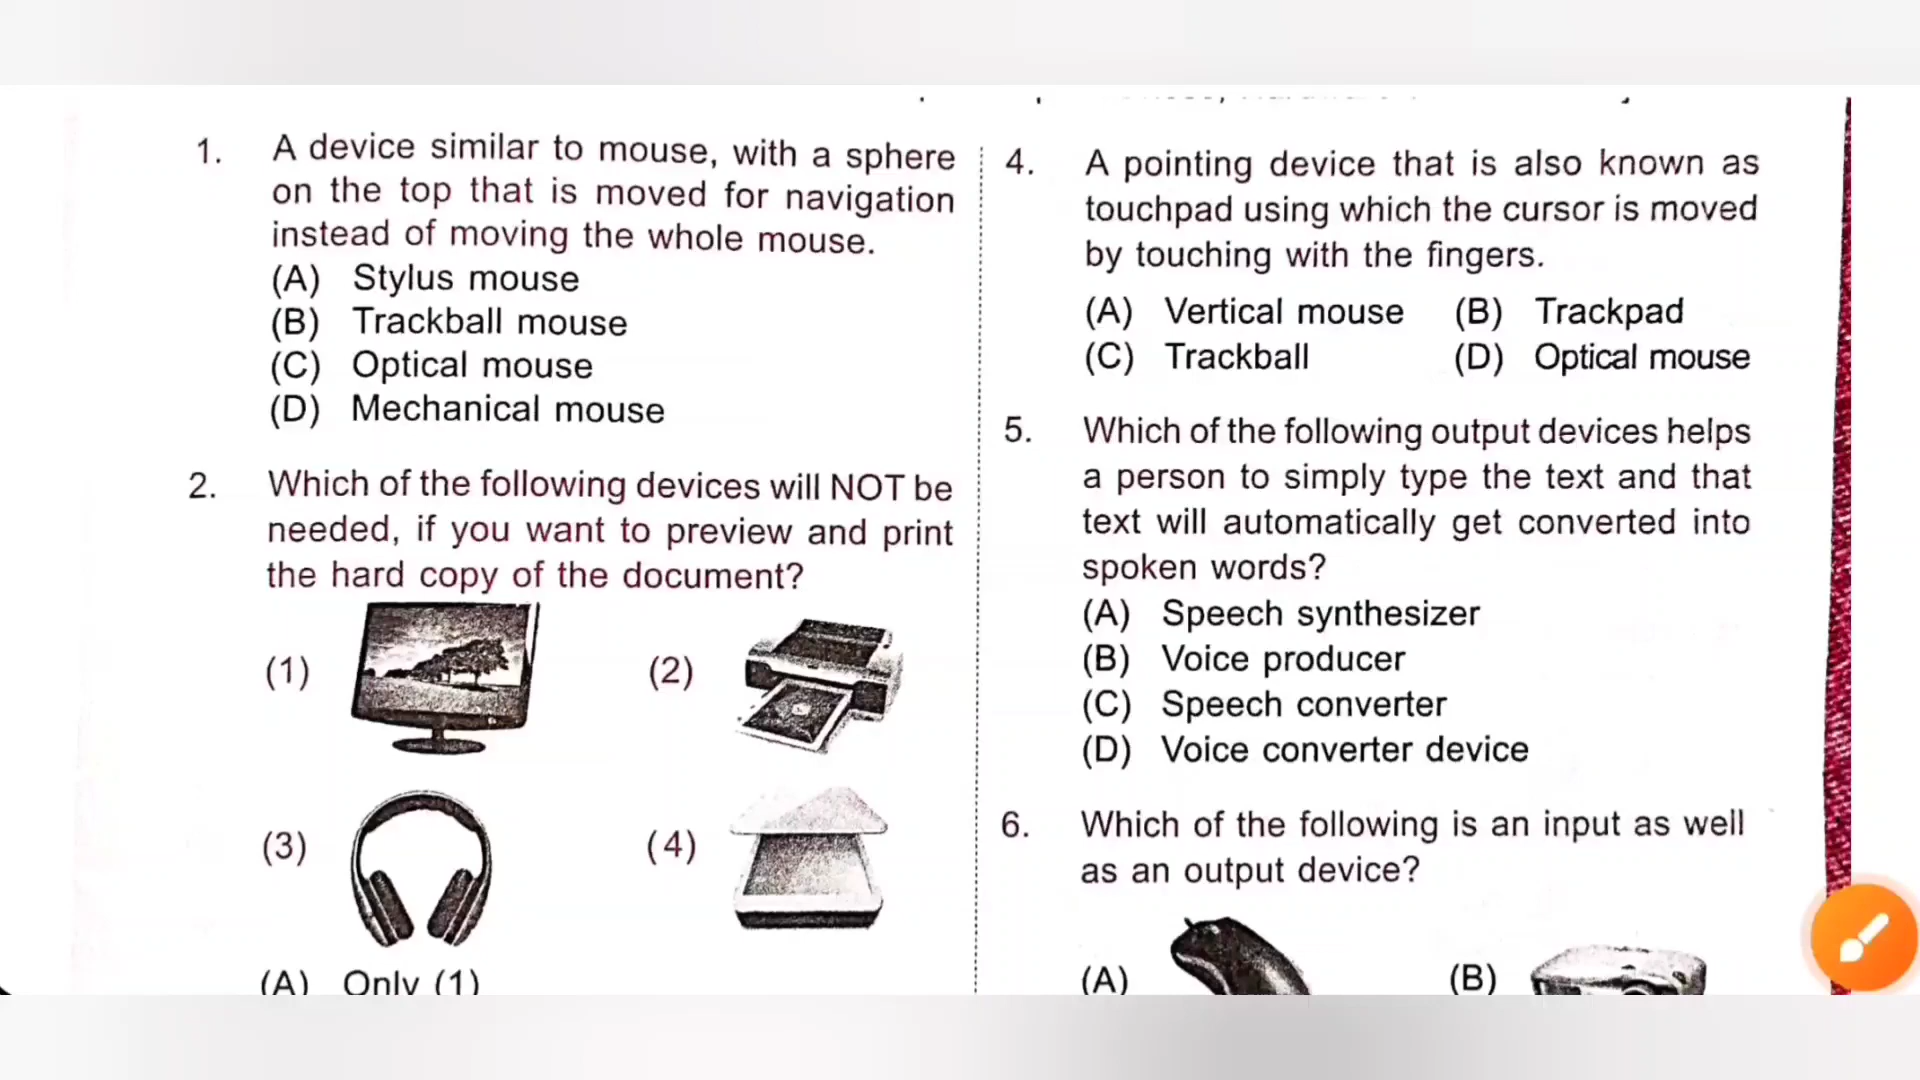 1. A device similar to mouse, with a sphere
on the top that is moved for navigation
instead of moving the whole mouse.
(A) Stylus mouse
(B) Trackball mouse
(C) Optical mouse
(D) Mechanical mouse
2. Which of the following devices will NOT be
needed, if you want to preview and print
the hard copy of the document?
(1) (2)
(3) (4)
(A) Only (1)
4. A pointing device that is also known as
touchpad using which the cursor is moved
by touching with the fingers.
(A) Vertical mouse (B) Trackpad
(C) Trackball (D) Optical mouse
5. Which of the following output devices helps
a person to simply type the text and that
text will automatically get converted into
spoken words?
(A) Speech synthesizer
(B) Voice producer
(C) Speech converter
(D) Voice converter device
6. Which of the following is an input as well
as an output device?
(A) (B)